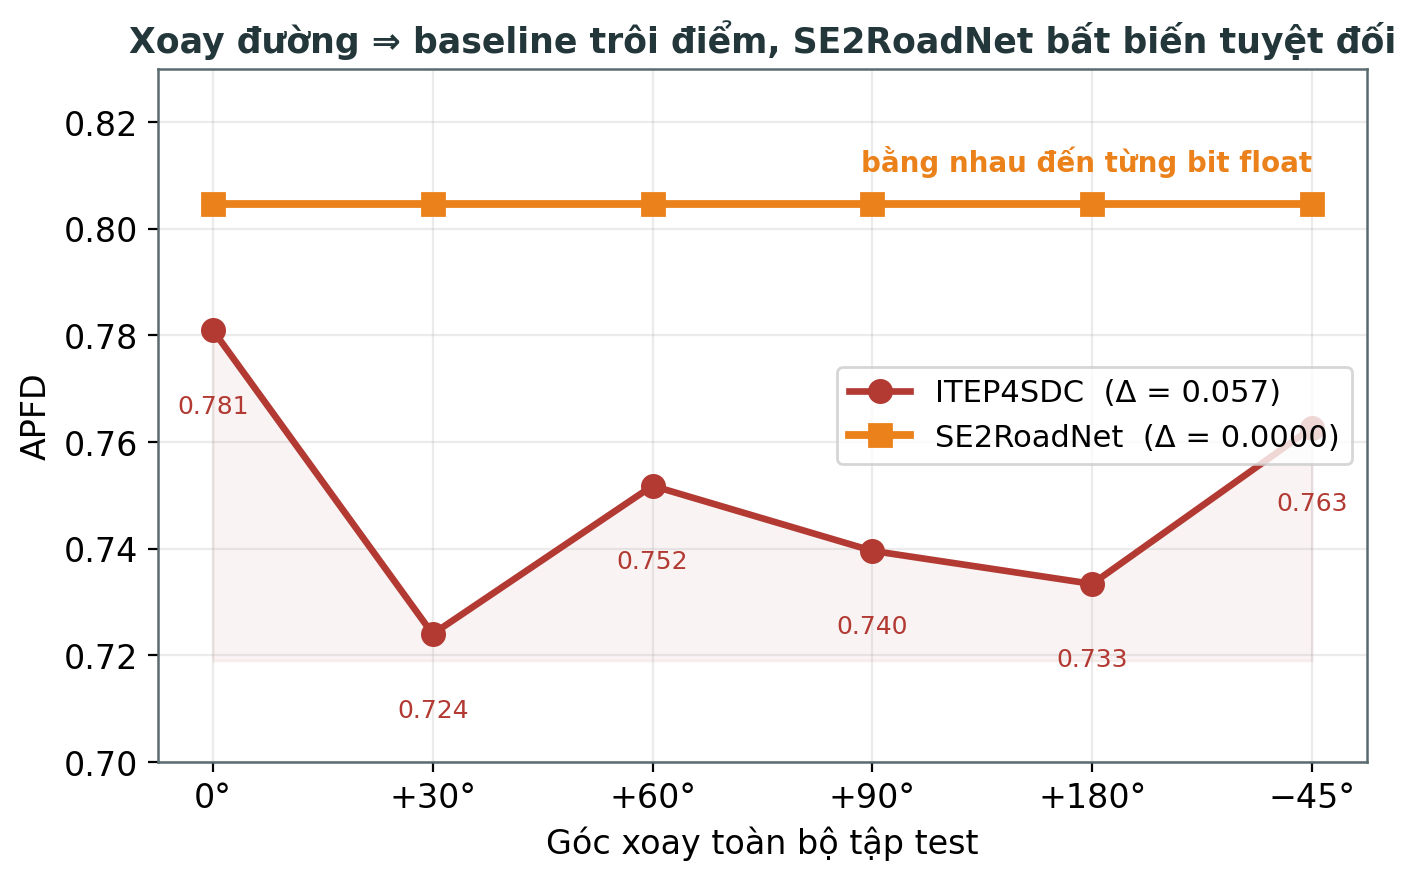 Xoay đường ⇒ baseline trôi điểm, SE2RoadNet bất biến tuyệt đối
0.82
0.80
0.78
0.76
0.74
0.72
0.70
APFD
bằng nhau đến từng bit float
ITEP4SDC (Δ = 0.057)
SE2RoadNet (Δ = 0.0000)
0.781
0.724
0.752
0.740
0.733
0.763
0° +30° +60° +90° +180° −45°
Góc xoay toàn bộ tập test